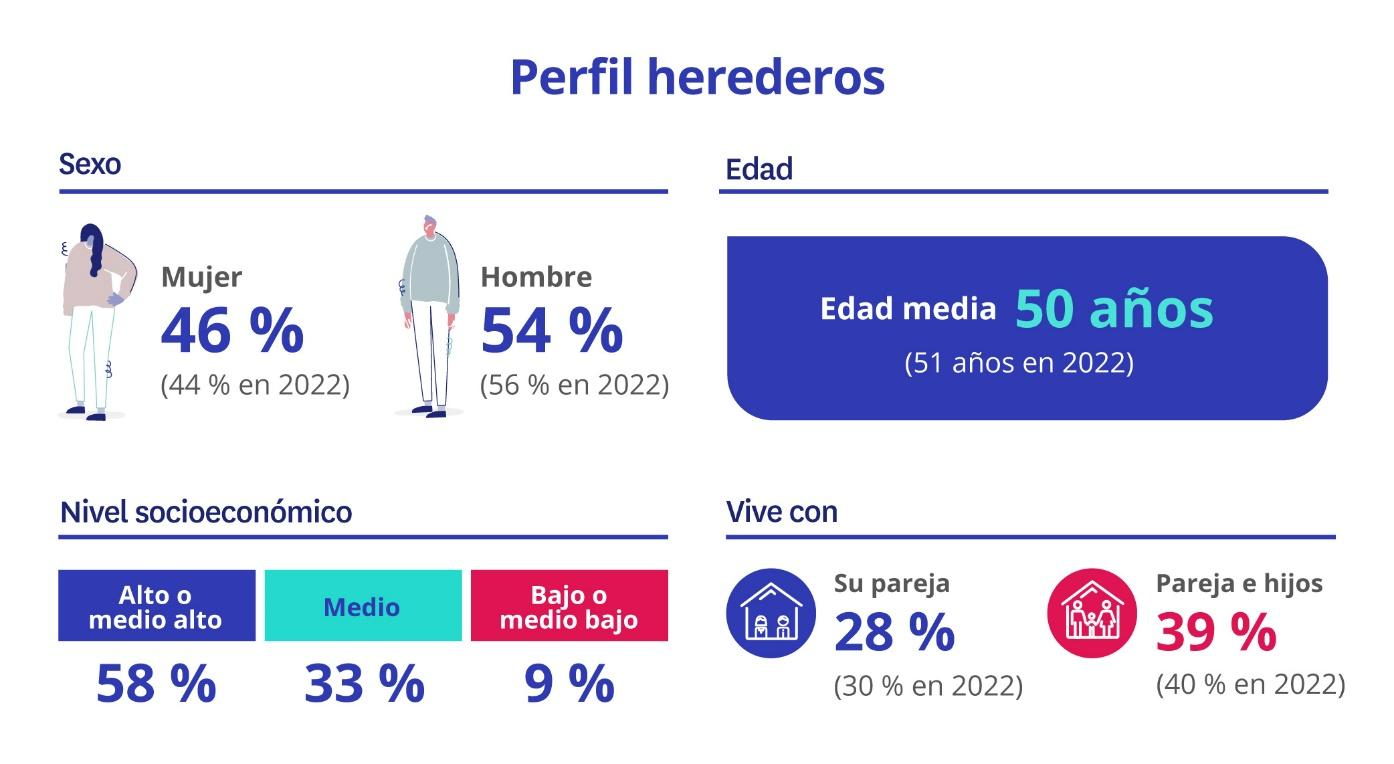 Perfil herederos
Sexo
Mujer
46 %
(44 % en 2022)
Hombre
54 %
(56 % en 2022)
Edad
Edad media 50 años
(51 años en 2022)
Nivel socioeconómico
Alto o
medio alto
58 %
Medio
33 %
Bajo o
medio bajo
9 %
Vive con
Su pareja
28 %
(30 % en 2022)
Pareja e hijos
39 %
(40 % en 2022)